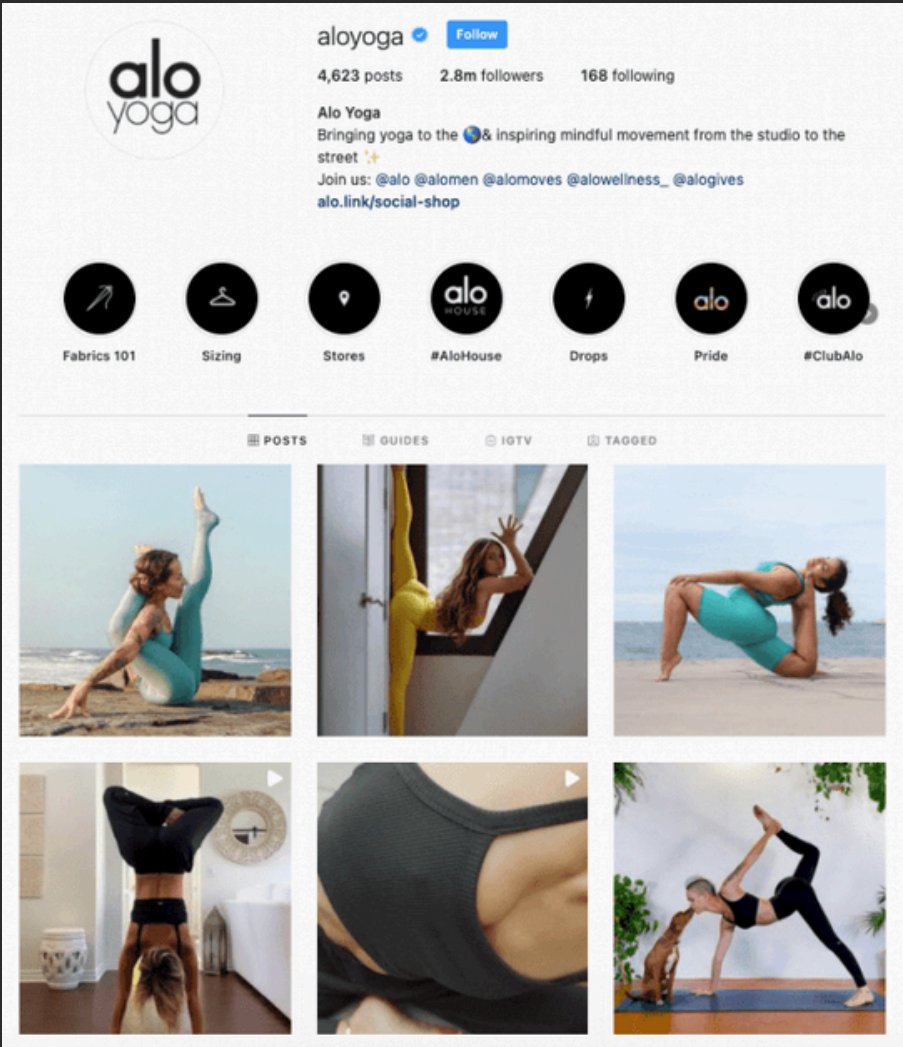 alo
yoga
aloyoga Follow
4,623 posts 2.8m followers 168 following
Alo Yoga
Bringing yoga to the 🌎& inspiring mindful movement from the studio to the
street ✨
Join us: @alo @alomen @alomoves @alowellness_ @alogives
alo.link/social-shop
alo
HOUSE
alo
alo
Fabrics 101 Sizing Stores #AloHouse Drops Pride #ClubAlo
POSTS GUIDES IGTV TAGGED